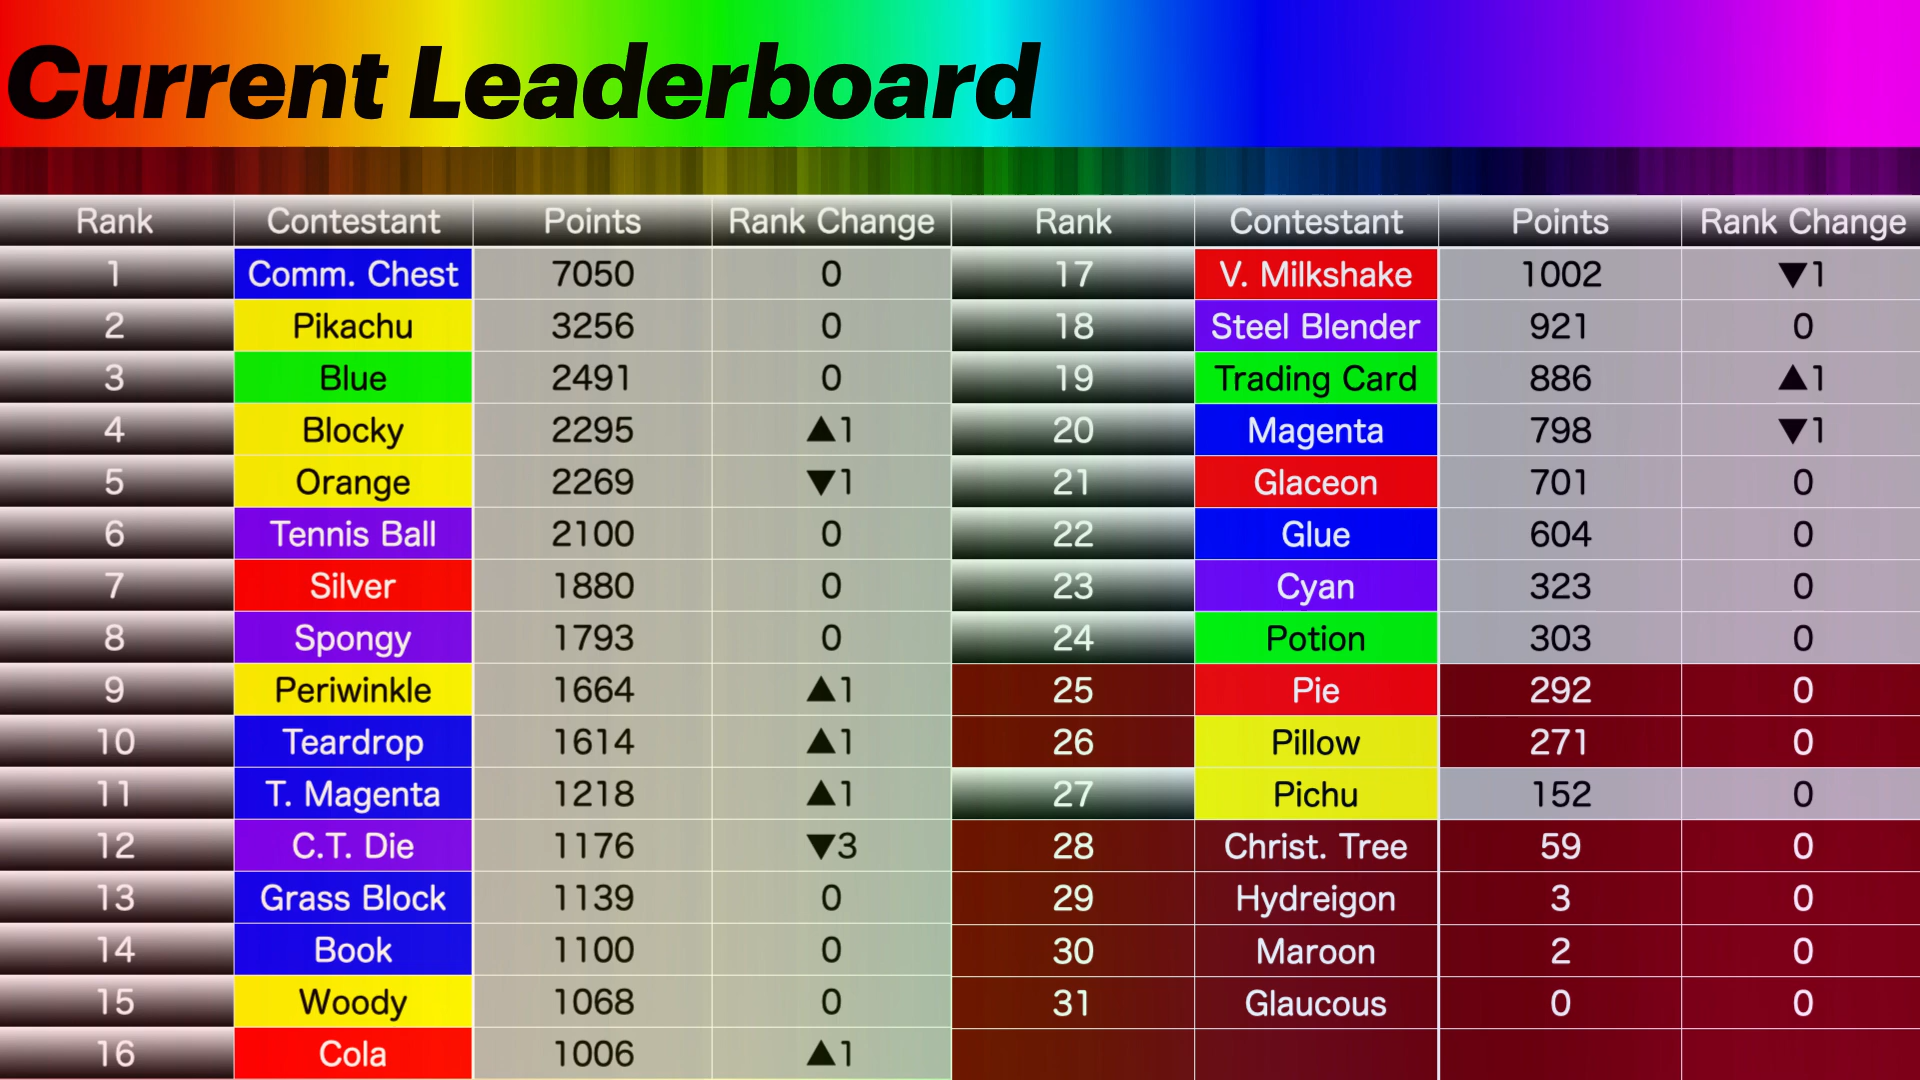 Current Leaderboard
Rank Contestant Points Rank Change Rank Contestant Points Rank Change
1 Comm. Chest 7050 0 17 V. Milkshake 1002 ▼1
2 Pikachu 3256 0 18 Steel Blender 921 0
3 Blue 2491 0 19 Trading Card 886 ▲1
4 Blocky 2295 ▲1 20 Magenta 798 ▼1
5 Orange 2269 ▼1 21 Glaceon 701 0
6 Tennis Ball 2100 0 22 Glue 604 0
7 Silver 1880 0 23 Cyan 323 0
8 Spongy 1793 0 24 Potion 303 0
9 Periwinkle 1664 ▲1 25 Pie 292 0
10 Teardrop 1614 ▲1 26 Pillow 271 0
11 T. Magenta 1218 ▲1 27 Pichu 152 0
12 C.T. Die 1176 ▼3 28 Christ. Tree 59 0
13 Grass Block 1139 0 29 Hydreigon 3 0
14 Book 1100 0 30 Maroon 2 0
15 Woody 1068 0 31 Glaucous 0 0
16 Cola 1006 ▲1